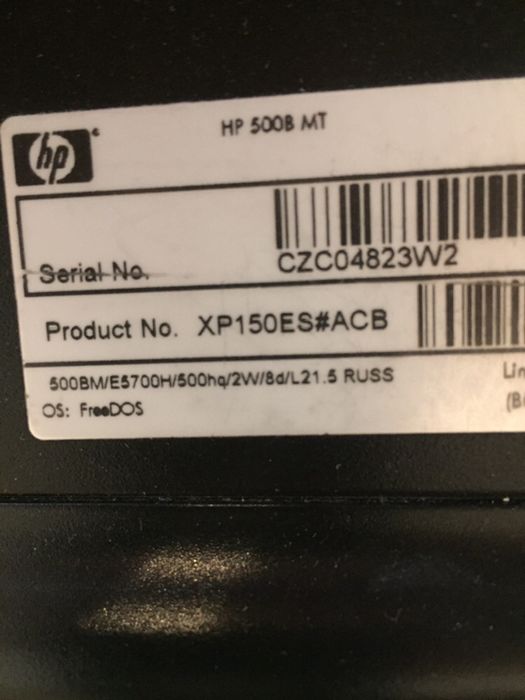 hp
HP 500B MT
CZC04823W2
Serial No.
Product No. XP150ES#ACB
500BM/E5700H/500hq/2W/8d/L21.5 RUSS
OS: FreeDOS